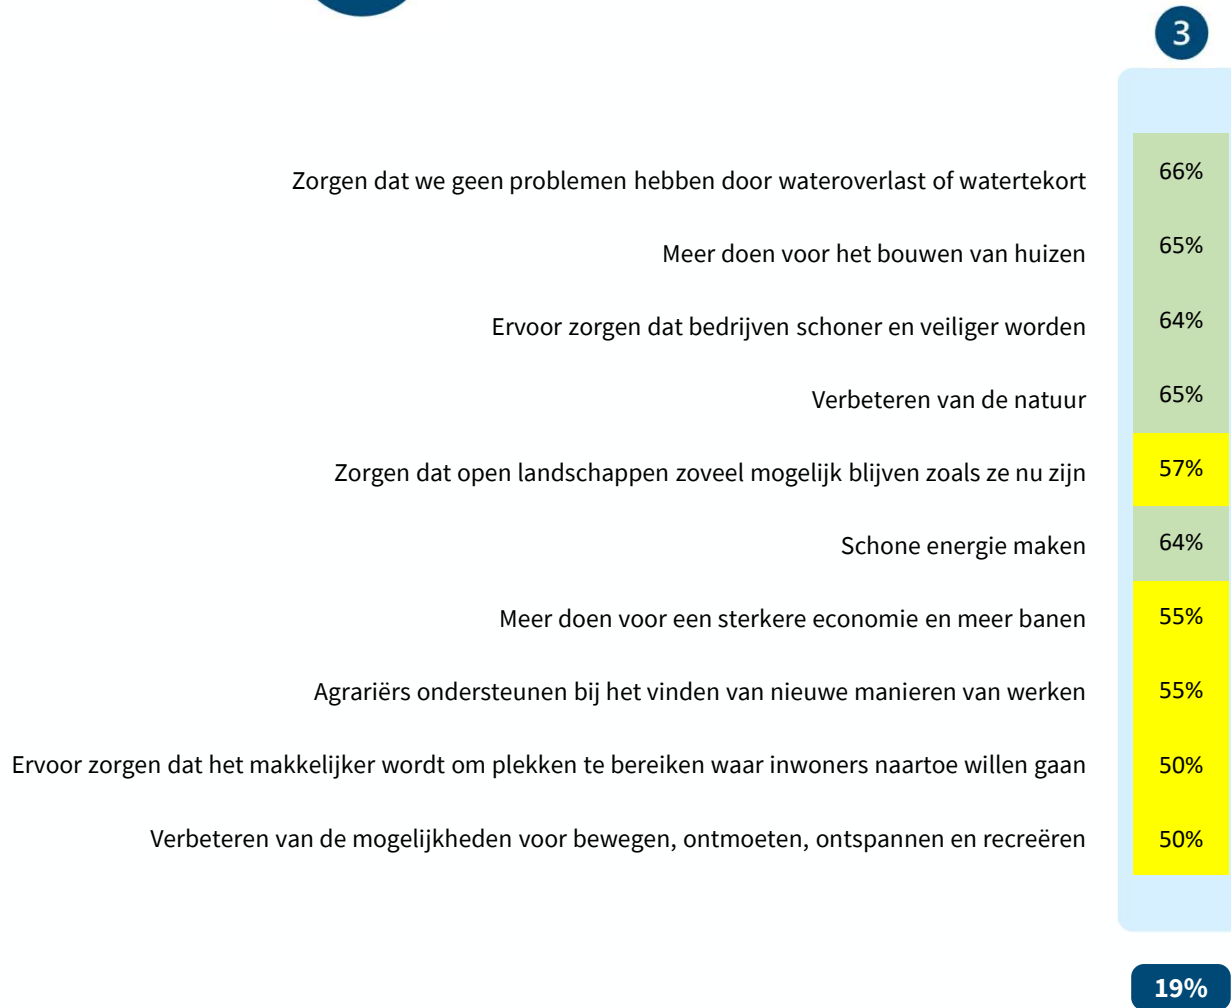 3
Zorgen dat we geen problemen hebben door wateroverlast of watertekort 66%
Meer doen voor het bouwen van huizen 65%
Ervoor zorgen dat bedrijven schoner en veiliger worden 64%
Verbeteren van de natuur 65%
Zorgen dat open landschappen zoveel mogelijk blijven zoals ze nu zijn 57%
Schone energie maken 64%
Meer doen voor een sterkere economie en meer banen 55%
Agrariërs ondersteunen bij het vinden van nieuwe manieren van werken 55%
Ervoor zorgen dat het makkelijker wordt om plekken te bereiken waar inwoners naartoe willen gaan 50%
Verbeteren van de mogelijkheden voor bewegen, ontmoeten, ontspannen en recreëren 50%
19%